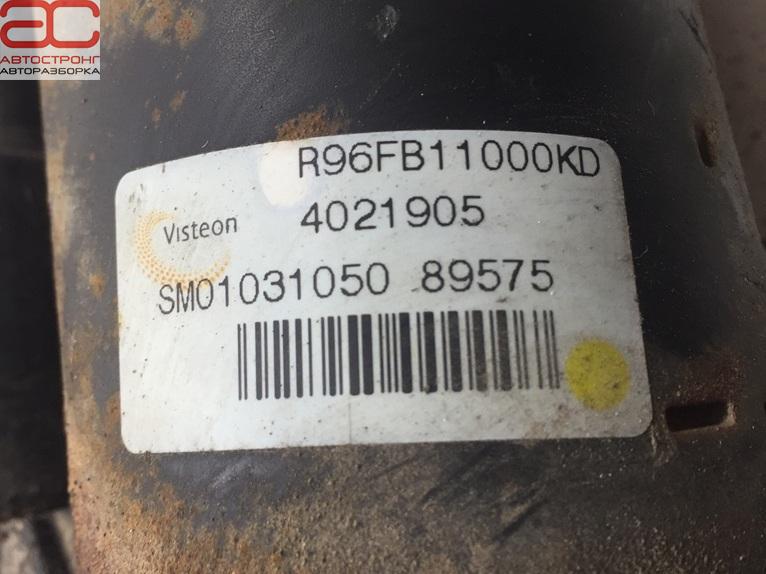 АС
АВТОСТРОНГ
АВТОРАЗБОРКА
R96FB11000KD
Visteon 4021905
SM01031050 89575